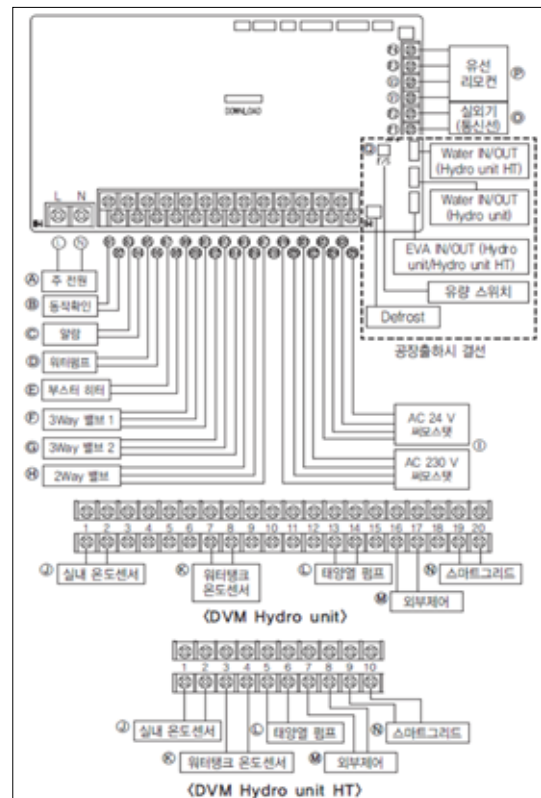 DOWNLOAD
유선
리모컨
Ⓟ
실외기
(통신선)
Ⓞ
Ⓠ
Water IN/OUT
(Hydro unit HT)
Water IN/OUT
(Hydro unit)
EVA IN/OUT (Hydro
unit/Hydro unit HT)
유량 스위치
Defrost
공장출하시 결선
L N
Ⓛ Ⓝ
Ⓐ 주 전원
Ⓑ 동작확인
Ⓒ 알람
Ⓓ 워터펌프
Ⓔ 부스터 히터
Ⓕ 3Way 밸브 1
Ⓖ 3Way 밸브 2
Ⓗ 2Way 밸브
AC 24 V
써모스탯
Ⓘ
AC 230 V
써모스탯
1 2 3 4 5 6 7 8 9 10 11 12 13 14 15 16 17 18 19 20
Ⓙ 실내 온도센서
Ⓚ 워터탱크
온도센서
Ⓛ 태양열 펌프
Ⓜ 외부제어
Ⓝ 스마트그리드
〈DVM Hydro unit〉
1 2 3 4 5 6 7 8 9 10
Ⓙ 실내 온도센서
Ⓚ 워터탱크 온도센서
Ⓛ 태양열 펌프
Ⓜ 외부제어
Ⓝ 스마트그리드
〈DVM Hydro unit HT〉